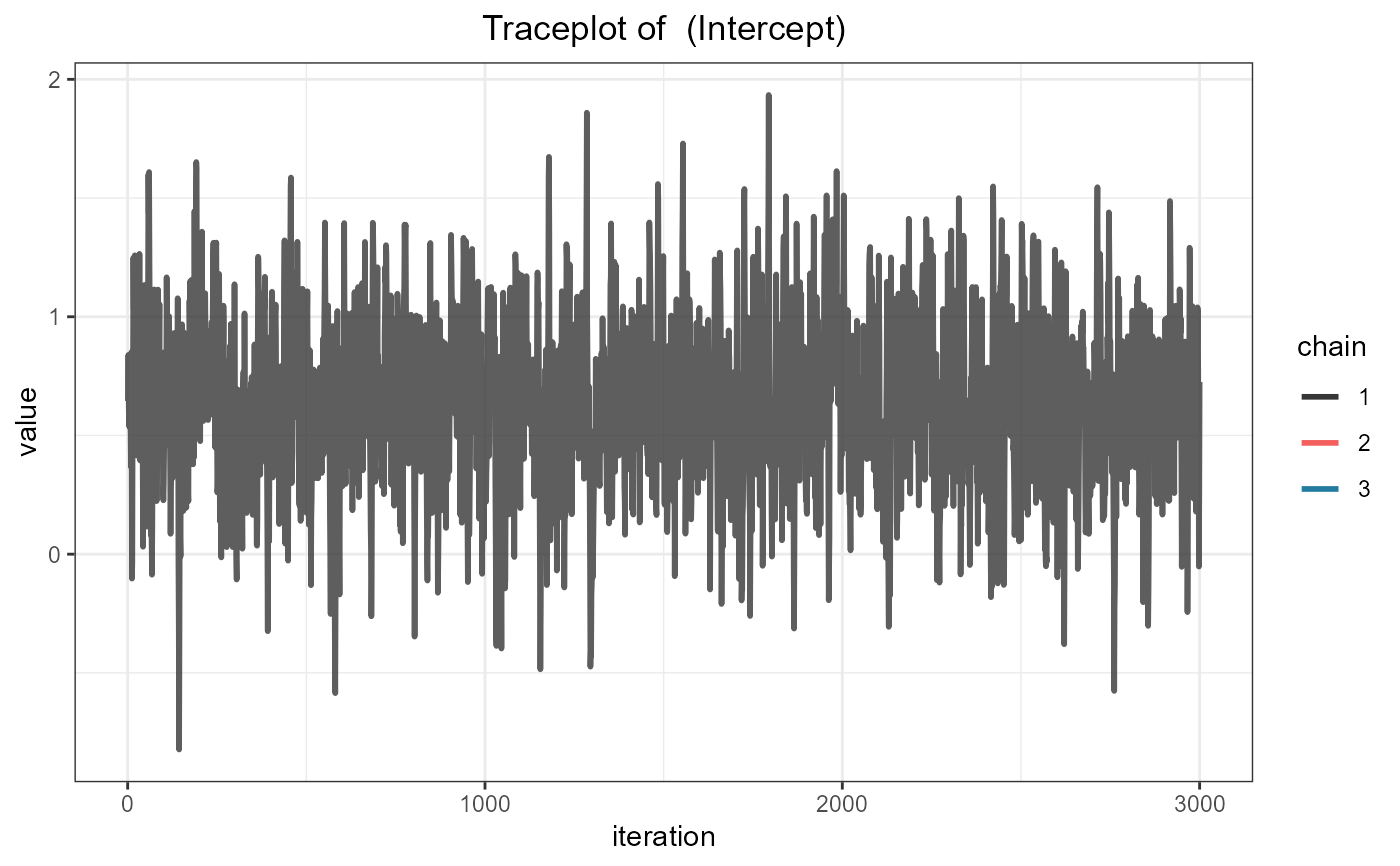 Traceplot of  (Intercept)
2
1
0
value
0
1000
2000
3000
iteration
chain
1
2
3